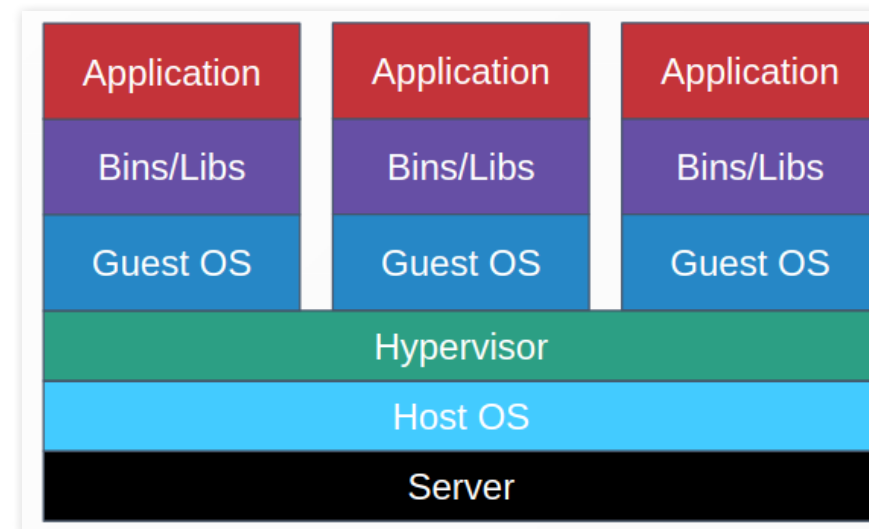 Application Application Application
Bins/Libs Bins/Libs Bins/Libs
Guest OS Guest OS Guest OS
Hypervisor
Host OS
Server